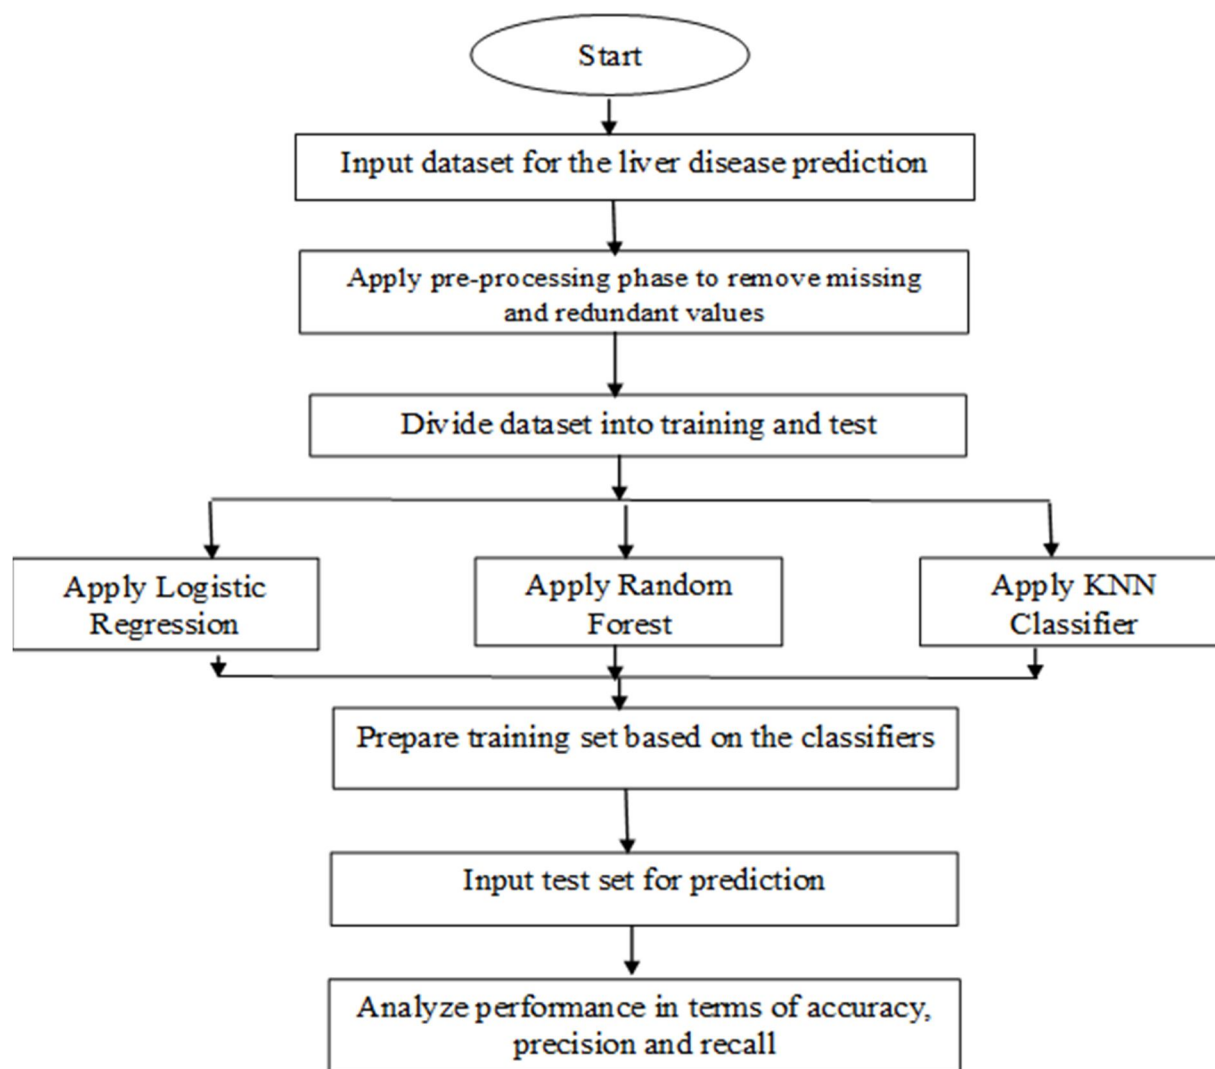 Start
Input dataset for the liver disease prediction
Apply pre-processing phase to remove missing
and redundant values
Divide dataset into training and test
Apply Logistic
Regression
Apply Random
Forest
Apply KNN
Classifier
Prepare training set based on the classifiers
Input test set for prediction
Analyze performance in terms of accuracy,
precision and recall